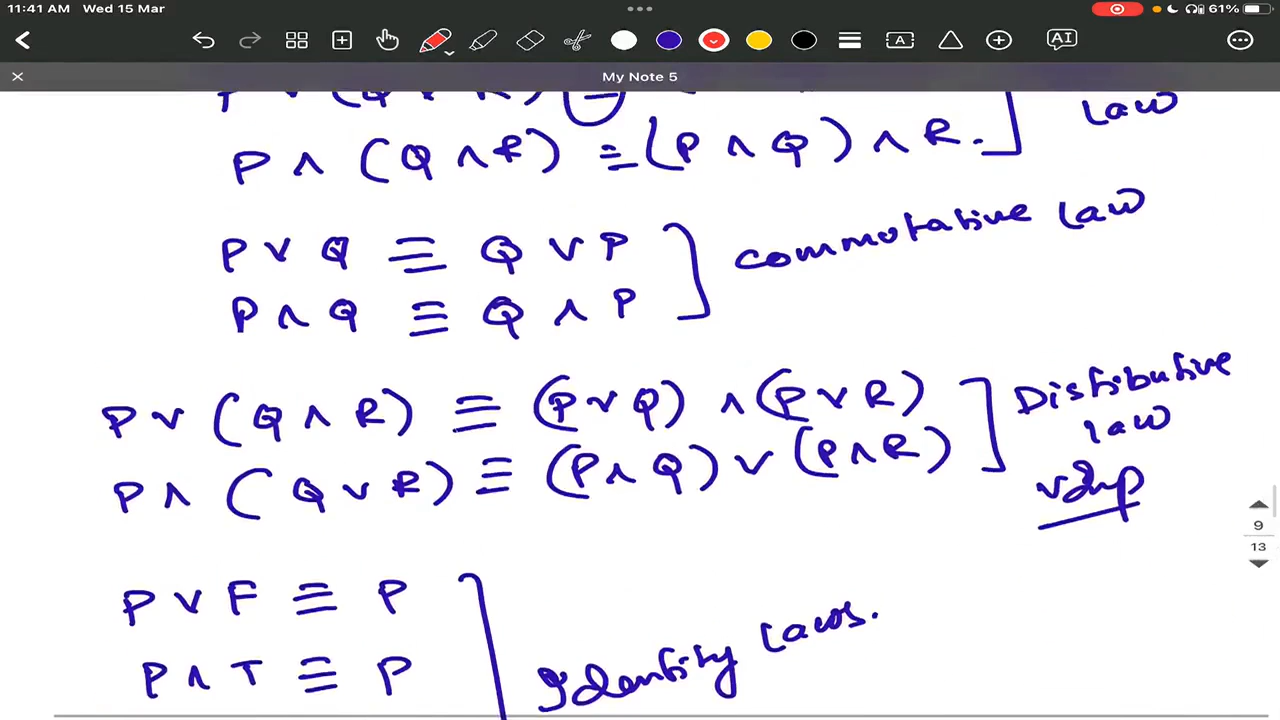 11:41 AM Wed 15 Mar
61%
A
AI
My Note 5
P ∧ (Q ∧ R) ≡ (P ∧ Q) ∧ R.
law
P ∨ Q ≡ Q ∨ P
P ∧ Q ≡ Q ∧ P
commutative law
P ∨ (Q ∧ R) ≡ (P ∨ Q) ∧ (P ∨ R)
P ∧ (Q ∨ R) ≡ (P ∧ Q) ∨ (P ∧ R)
Distributive
law
9
13
P ∨ F ≡ P
P ∧ T ≡ P
Identity laws.